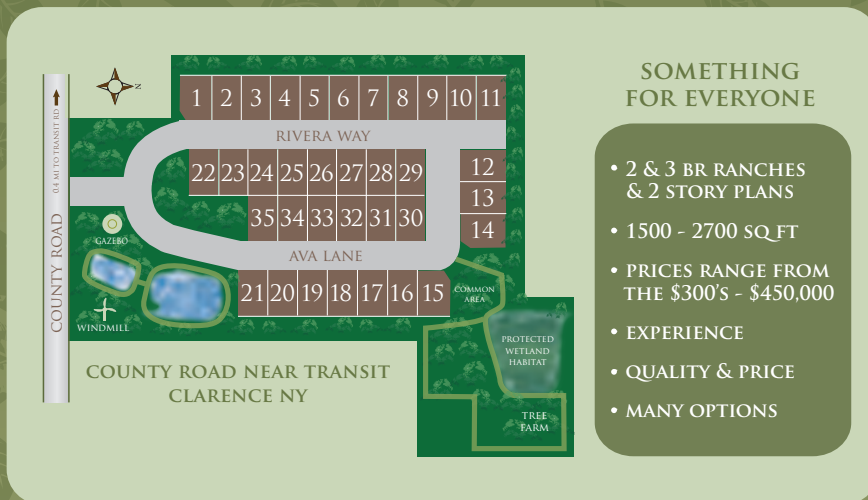 SOMETHING
FOR EVERYONE
• 2 & 3 BR RANCHES
& 2 STORY PLANS
• 1500 - 2700 SQ FT
• PRICES RANGE FROM
THE $300'S - $450,000
• EXPERIENCE
• QUALITY & PRICE
• MANY OPTIONS
N
0.4 MI TO TRANSIT RD
COUNTY ROAD
1 2 3 4 5 6 7 8 9 10 11
RIVERA WAY
22 23 24 25 26 27 28 29
12
13
14
35 34 33 32 31 30
AVA LANE
21 20 19 18 17 16 15
GAZEBO
WINDMILL
COMMON
AREA
PROTECTED
WETLAND
HABITAT
TREE
FARM
COUNTY ROAD NEAR TRANSIT
CLARENCE NY